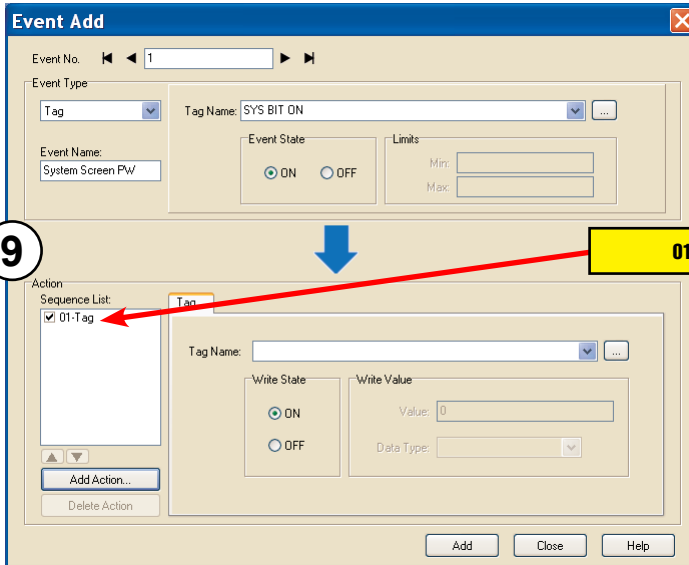 Event Add
Event No. 1
Event Type
Tag
Tag Name: SYS BIT ON ...
Event State
ON OFF
Limits
Min:
Max:
Event Name:
System Screen PW
9
01
Action
Sequence List:
01-Tag
Tag
Tag Name: ...
Write State
ON
OFF
Write Value
Value: 0
Data Type:
Add Action...
Delete Action
Add Close Help